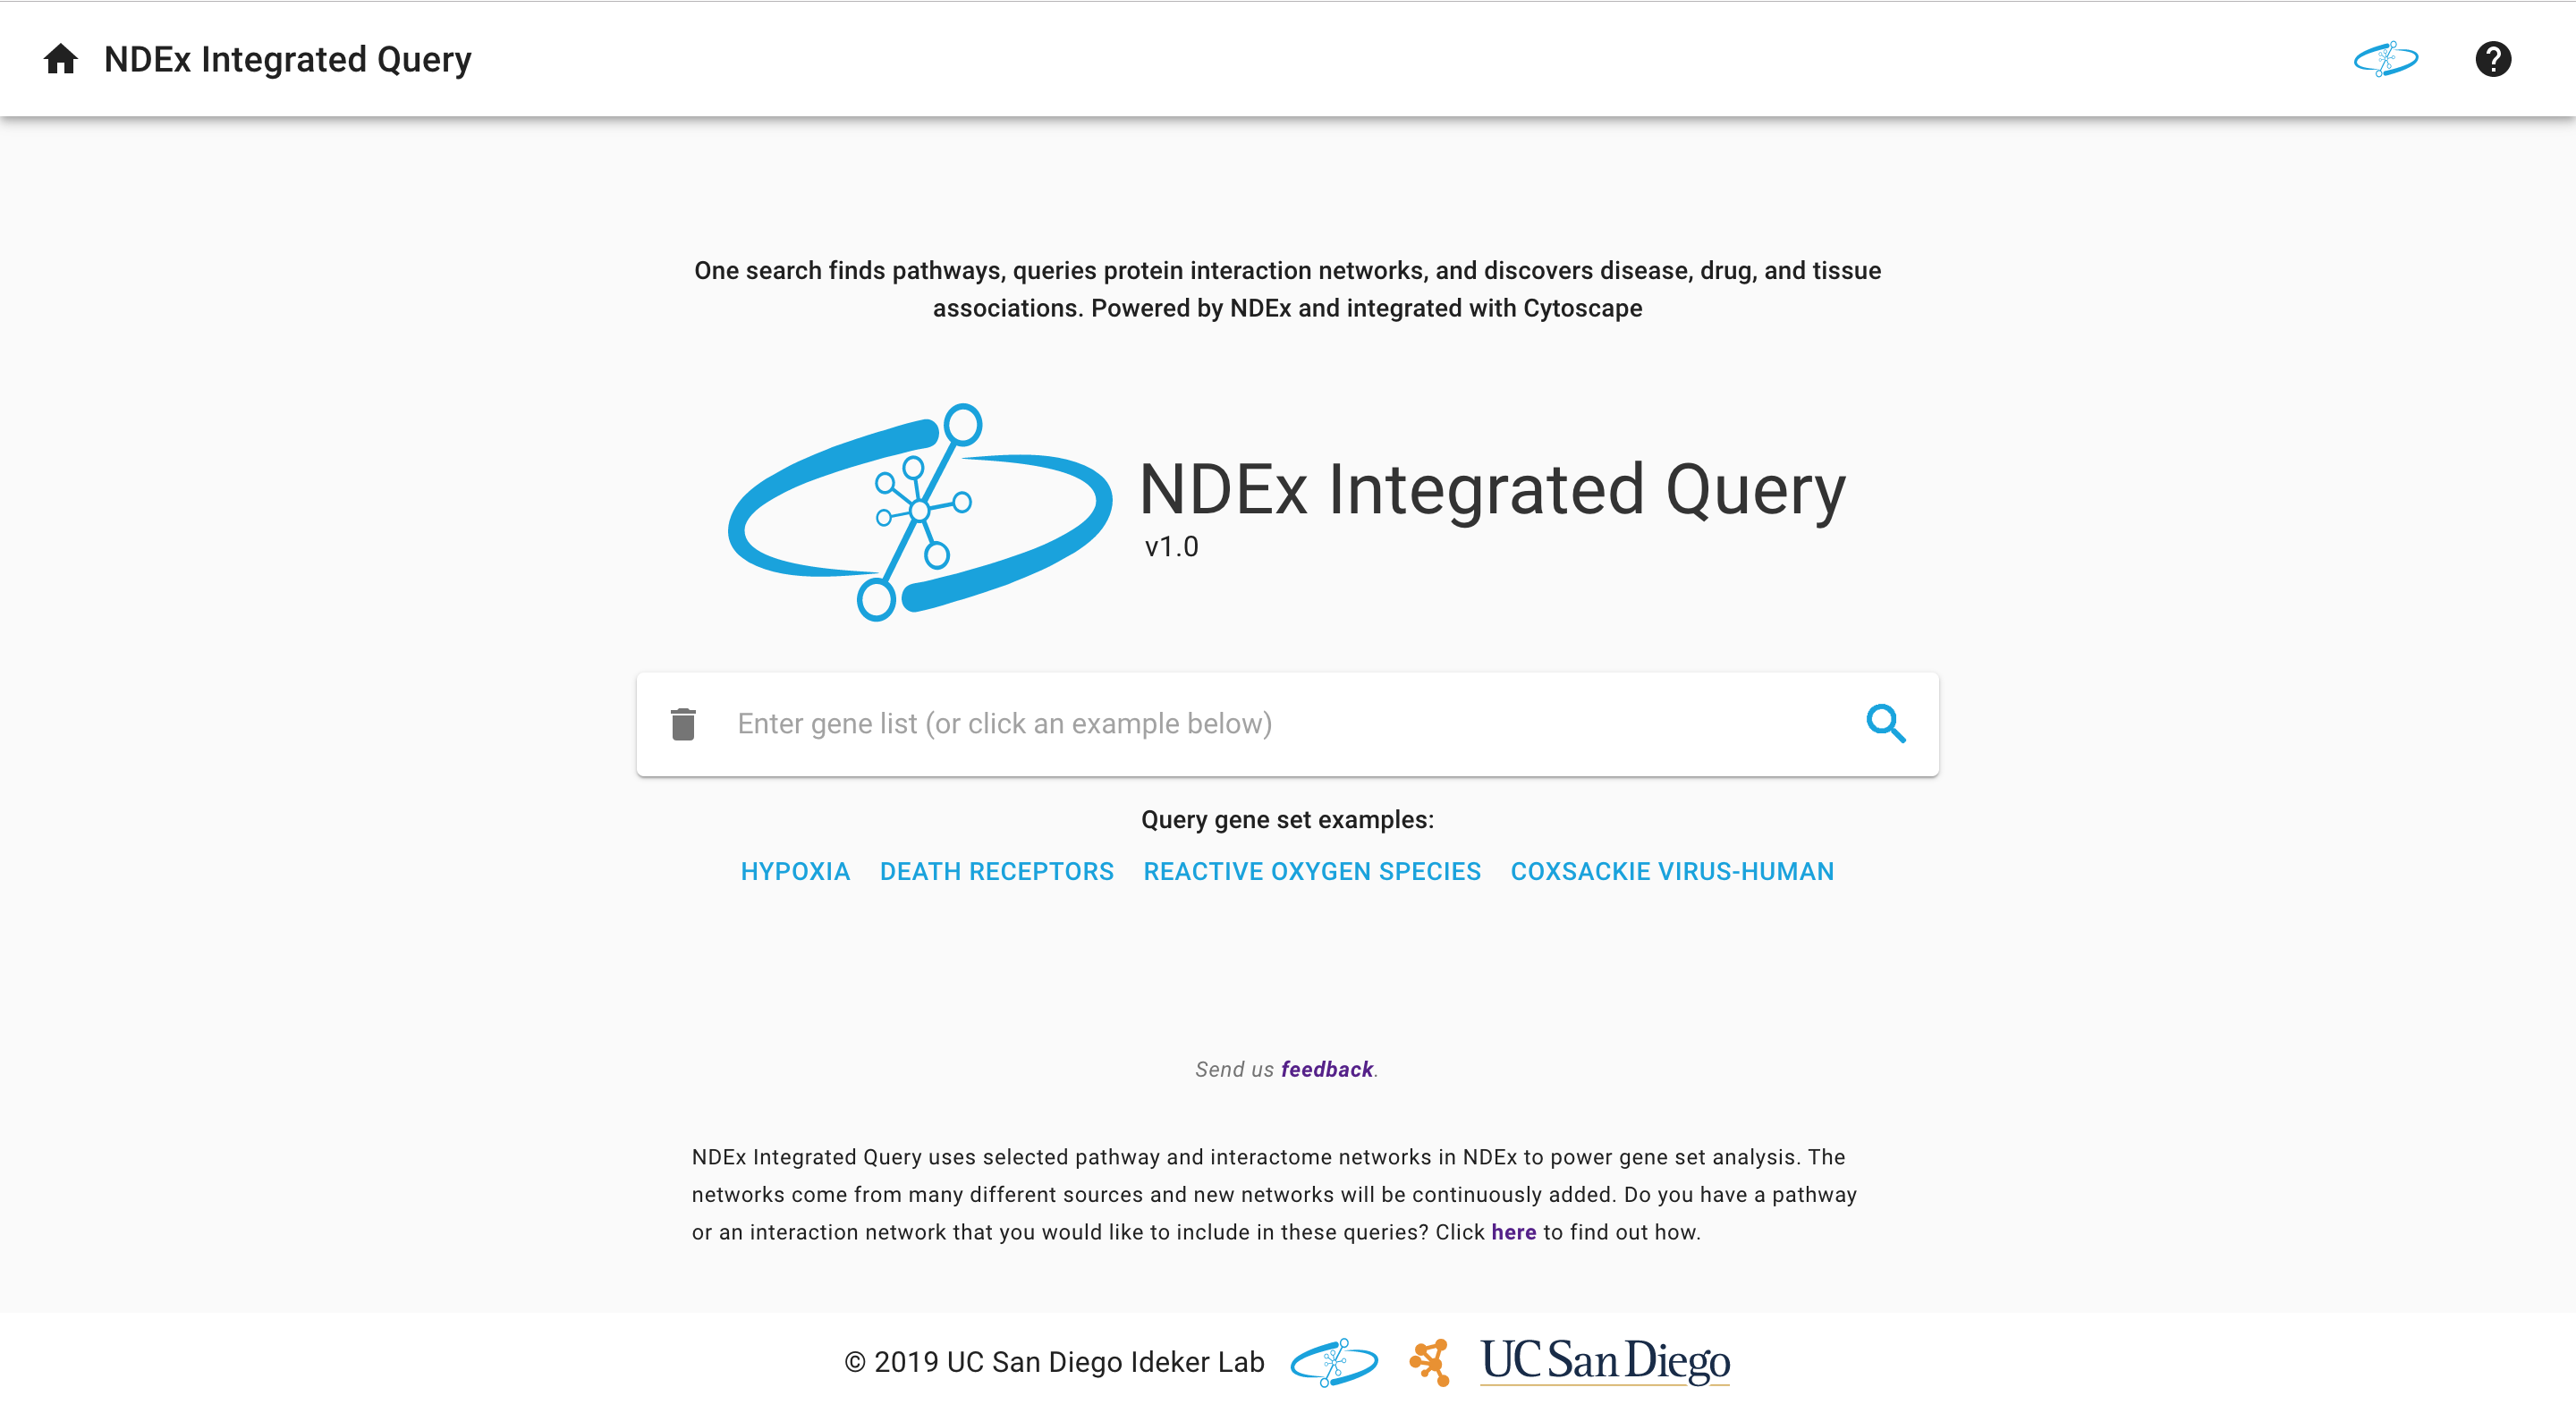 NDEx Integrated Query
One search finds pathways, queries protein interaction networks, and discovers disease, drug, and tissue
associations. Powered by NDEx and integrated with Cytoscape
NDEx Integrated Query
v1.0
Enter gene list (or click an example below)
Query gene set examples:
HYPOXIA DEATH RECEPTORS REACTIVE OXYGEN SPECIES COXSACKIE VIRUS-HUMAN
Send us feedback.
NDEx Integrated Query uses selected pathway and interactome networks in NDEx to power gene set analysis. The
networks come from many different sources and new networks will be continuously added. Do you have a pathway
or an interaction network that you would like to include in these queries? Click here to find out how.
© 2019 UC San Diego Ideker Lab UC San Diego